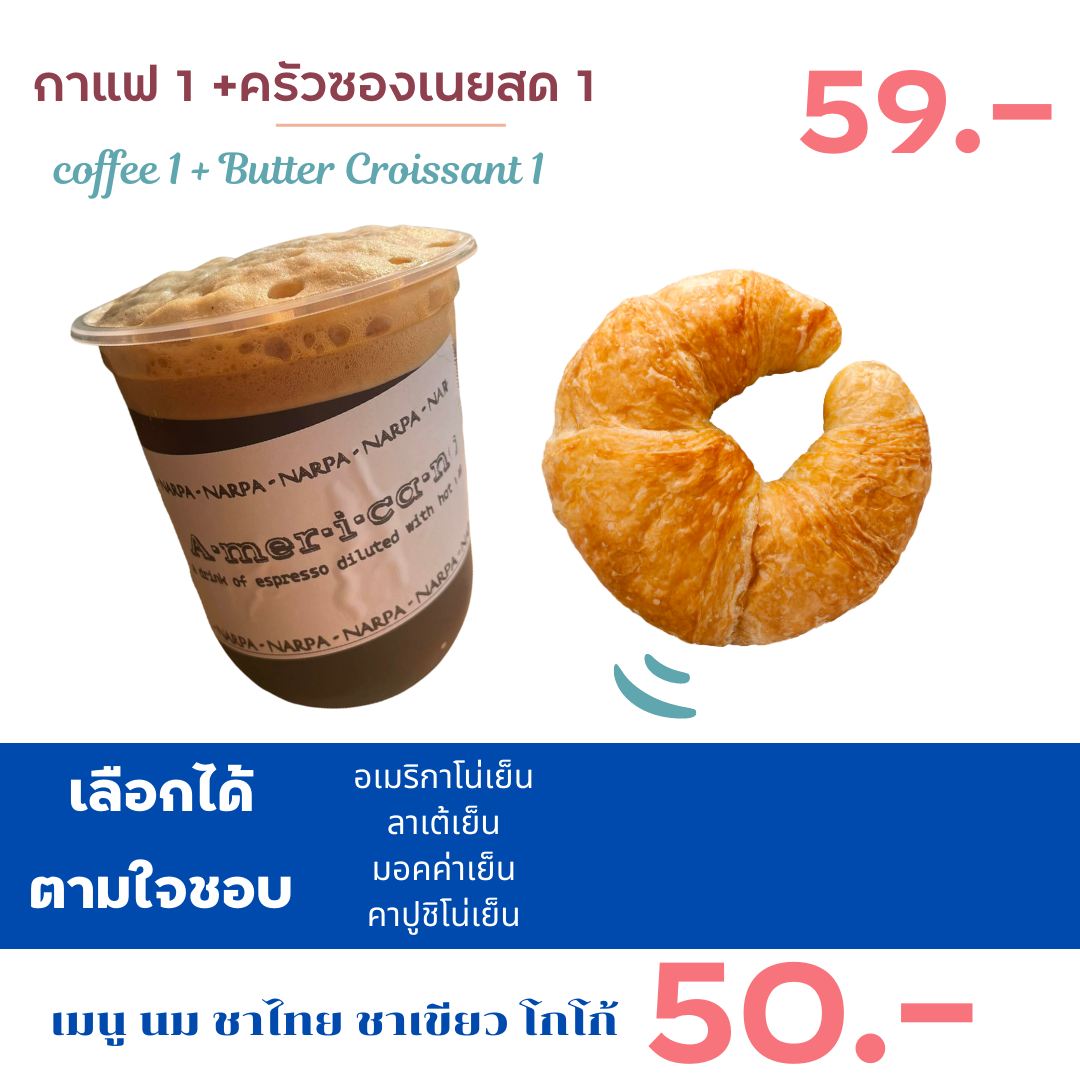 กาแฟ 1 +ครัวซองเนยสด 1
59.-
coffee 1 + Butter Croissant 1
NARPA - NARPA - NARPA - NARPA - NAR
A·mer·i·can·
drink of espresso diluted with hot
NARPA - NARPA - NARPA - NARPA
เลือกได้
ตามใจชอบ
อเมริกาโน่เย็น
ลาเต้เย็น
มอคค่าเย็น
คาปูชิโน่เย็น
เมนู นม ชาไทย ชาเขียว โกโก้
50.-